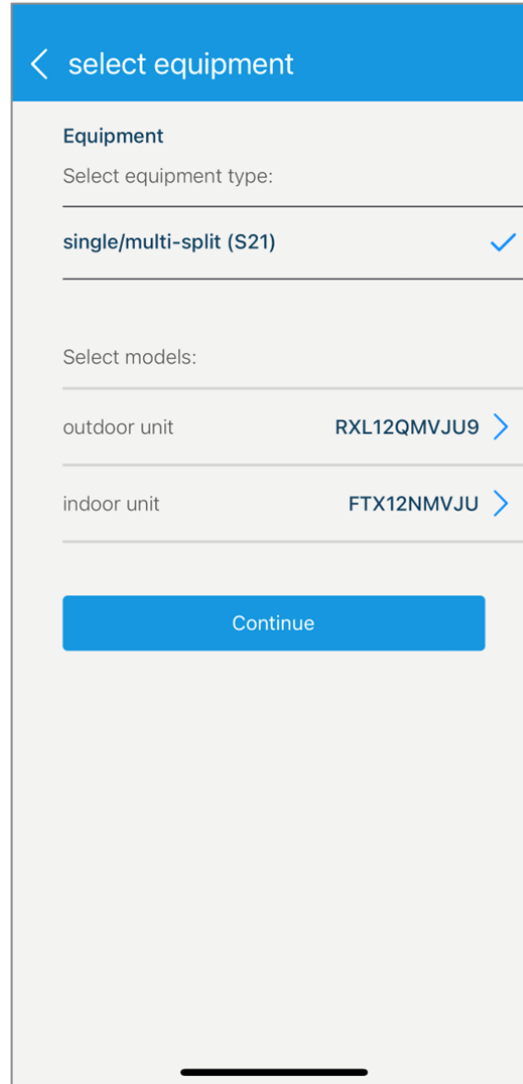 select equipment
Equipment
Select equipment type:
single/multi-split (S21)
Select models:
outdoor unit RXL12QMVJU9
indoor unit FTX12NMVJU
Continue